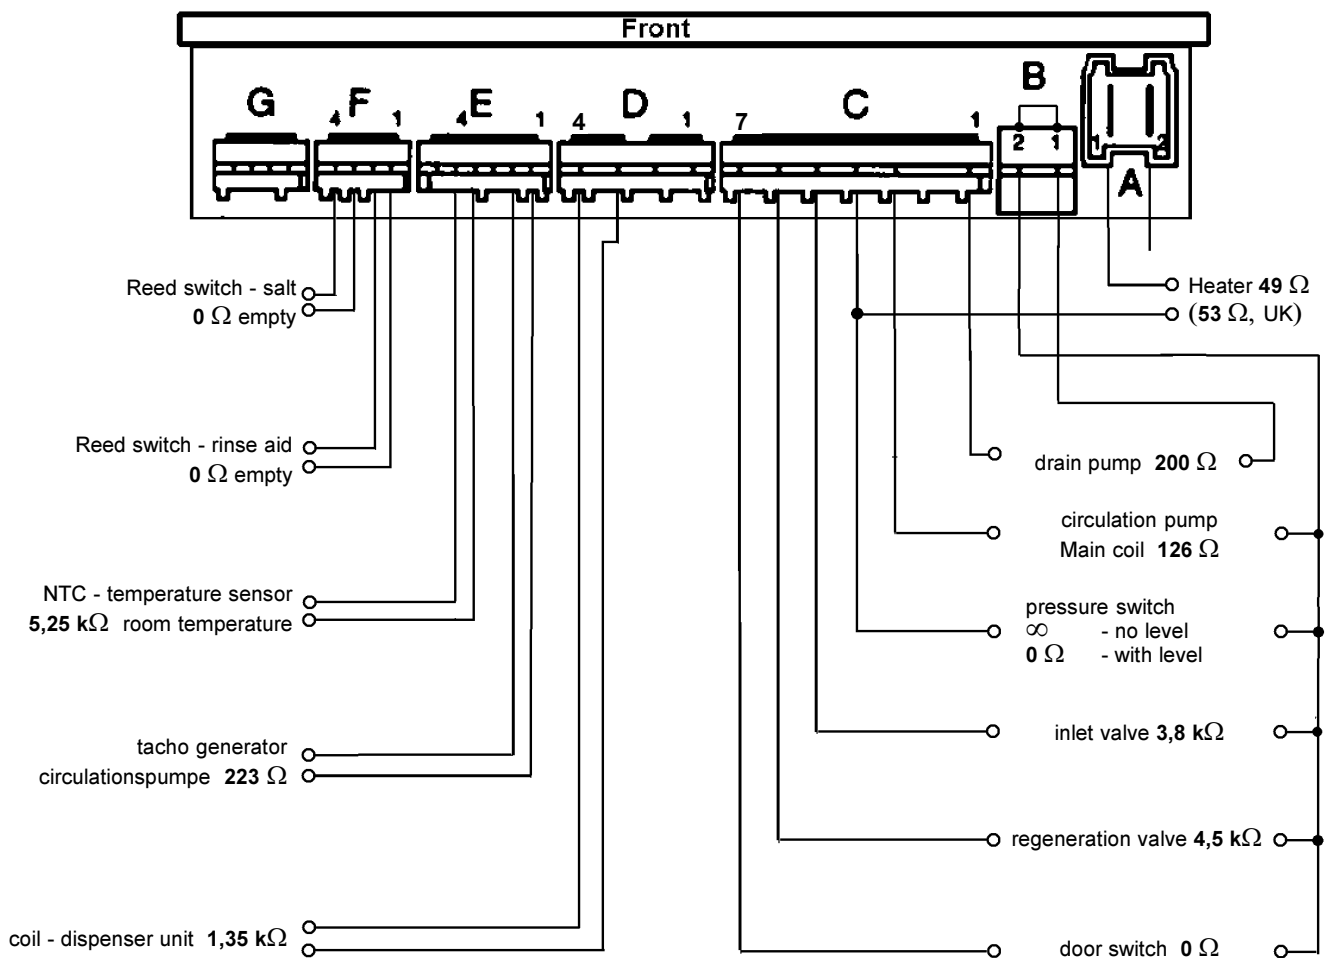 Front
G F E D C B A
4 1 4 1 4 1 7 1 2 1 1 2
Reed switch - salt
0 Ω empty
Heater 49 Ω
(53 Ω, UK)
Reed switch - rinse aid
0 Ω empty
drain pump 200 Ω
circulation pump
Main coil 126 Ω
NTC - temperature sensor
5,25 kΩ room temperature
pressure switch
∞ - no level
0 Ω - with level
tacho generator
circulationspumpe 223 Ω
inlet valve 3,8 kΩ
regeneration valve 4,5 kΩ
coil - dispenser unit 1,35 kΩ
door switch 0 Ω